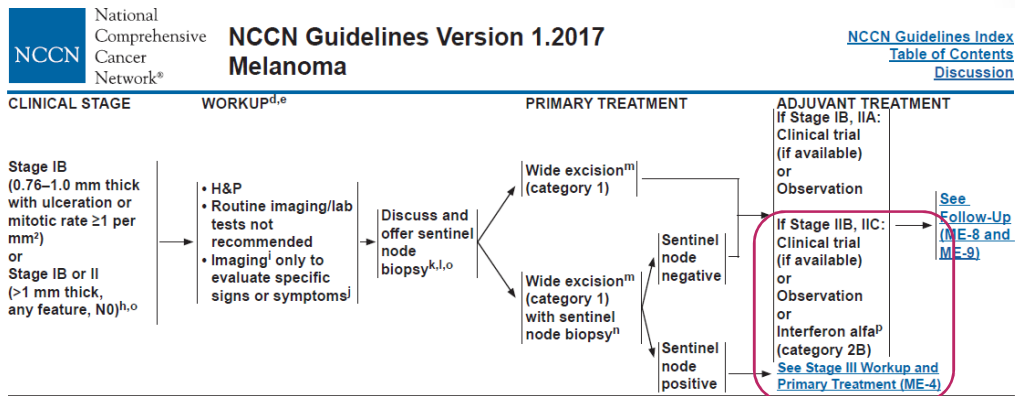 National
Comprehensive
NCCN Cancer
Network®
NCCN Guidelines Version 1.2017
Melanoma
NCCN Guidelines Index
Table of Contents
Discussion
CLINICAL STAGE
WORKUPd,e
PRIMARY TREATMENT
ADJUVANT TREATMENT
Stage IB
(0.76–1.0 mm thick
with ulceration or
mitotic rate ≥1 per
mm²)
or
Stage IB or II
(>1 mm thick,
any feature, N0)h,o
• H&P
• Routine imaging/lab
tests not
recommended
• Imagingi only to
evaluate specific
signs or symptomsj
Discuss and
offer sentinel
node
biopsyk,l,o
Wide excisionm
(category 1)
Wide excisionm
(category 1)
with sentinel
node biopsyn
Sentinel
node
negative
Sentinel
node
positive
If Stage IB, IIA:
Clinical trial
(if available)
or
Observation
If Stage IIB, IIC:
Clinical trial
(if available)
or
Observation
or
Interferon alfap
(category 2B)
See Stage III Workup and
Primary Treatment (ME-4)
See
Follow-Up
(ME-8 and
ME-9)